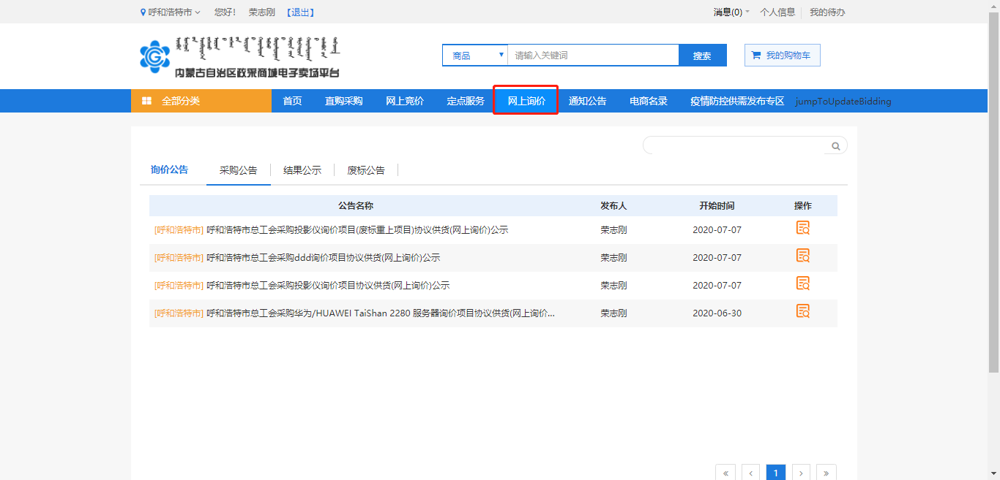 呼和浩特市 您好! 荣志刚 【退出】 消息(0) 个人信息 我的待办
内蒙古自治区政采商城电子卖场平台
商品 请输入关键词 搜索 我的购物车
全部分类 首页 直购采购 网上竞价 定点服务 网上询价 通知公告 电商名录 疫情防控供需发布专区 jumpToUpdateBidding
询价公告 采购公告 结果公示 废标公告
公告名称 发布人 开始时间 操作
[呼和浩特市] 呼和浩特市总工会采购投影仪询价项目(废标重上项目)协议供货(网上询价)公示 荣志刚 2020-07-07
[呼和浩特市] 呼和浩特市总工会采购ddd询价项目协议供货(网上询价)公示 荣志刚 2020-07-07
[呼和浩特市] 呼和浩特市总工会采购投影仪询价项目协议供货(网上询价)公示 荣志刚 2020-07-07
[呼和浩特市] 呼和浩特市总工会采购华为/HUAWEI TaiShan 2280 服务器询价项目协议供货(网上询价... 荣志刚 2020-06-30
« ‹ 1 › »